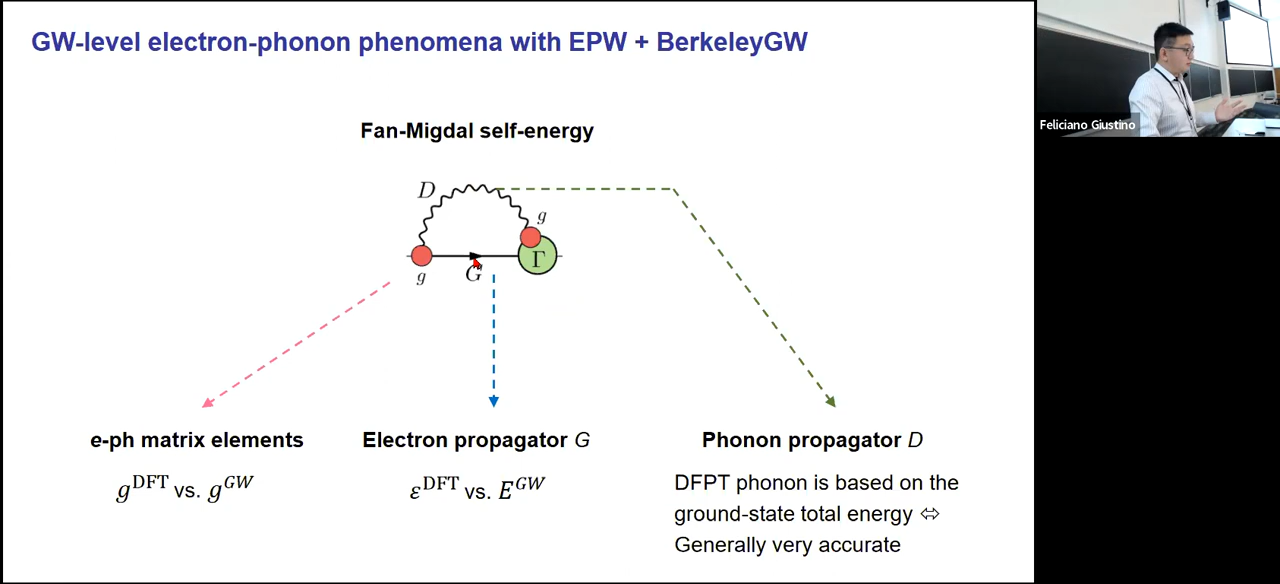 GW-level electron-phonon phenomena with EPW + BerkeleyGW
Feliciano Giustino
Fan-Migdal self-energy
D
g
Γ
g
G
e-ph matrix elements
g^DFT vs. g^GW
Electron propagator G
ε^DFT vs. E^GW
Phonon propagator D
DFPT phonon is based on the
ground-state total energy ⇔
Generally very accurate